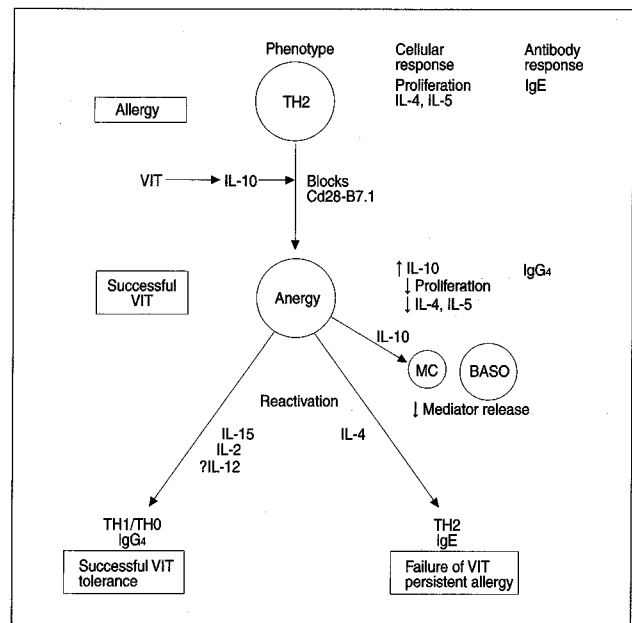 Phenotype
Cellular response
Antibody response
Allergy
TH2
Proliferation
IL-4, IL-5
IgE
VIT
IL-10
Blocks
Cd28-B7.1
Successful
VIT
Anergy
↑ IL-10
↓ Proliferation
↓ IL-4, IL-5
IgG4
IL-10
MC
BASO
↓ Mediator release
Reactivation
IL-15
IL-2
?IL-12
IL-4
TH1/TH0
IgG4
Successful VIT
tolerance
TH2
IgE
Failure of VIT
persistent allergy